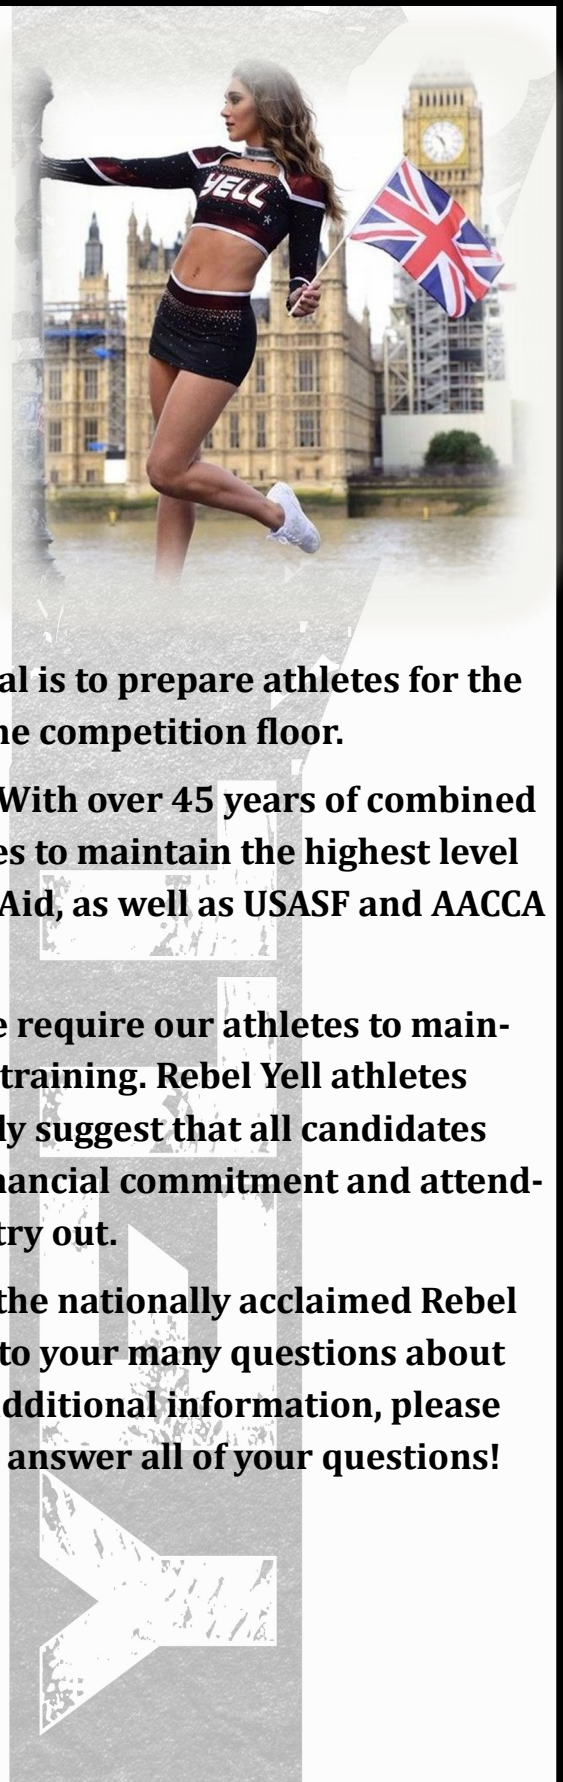 YELL
al is to prepare athletes for the
he competition floor.
With over 45 years of combined
es to maintain the highest level
Aid, as well as USASF and AACCA
e require our athletes to main-
training. Rebel Yell athletes
ly suggest that all candidates
nancial commitment and attend-
try out.
the nationally acclaimed Rebel
to your many questions about
additional information, please
answer all of your questions!
YELL